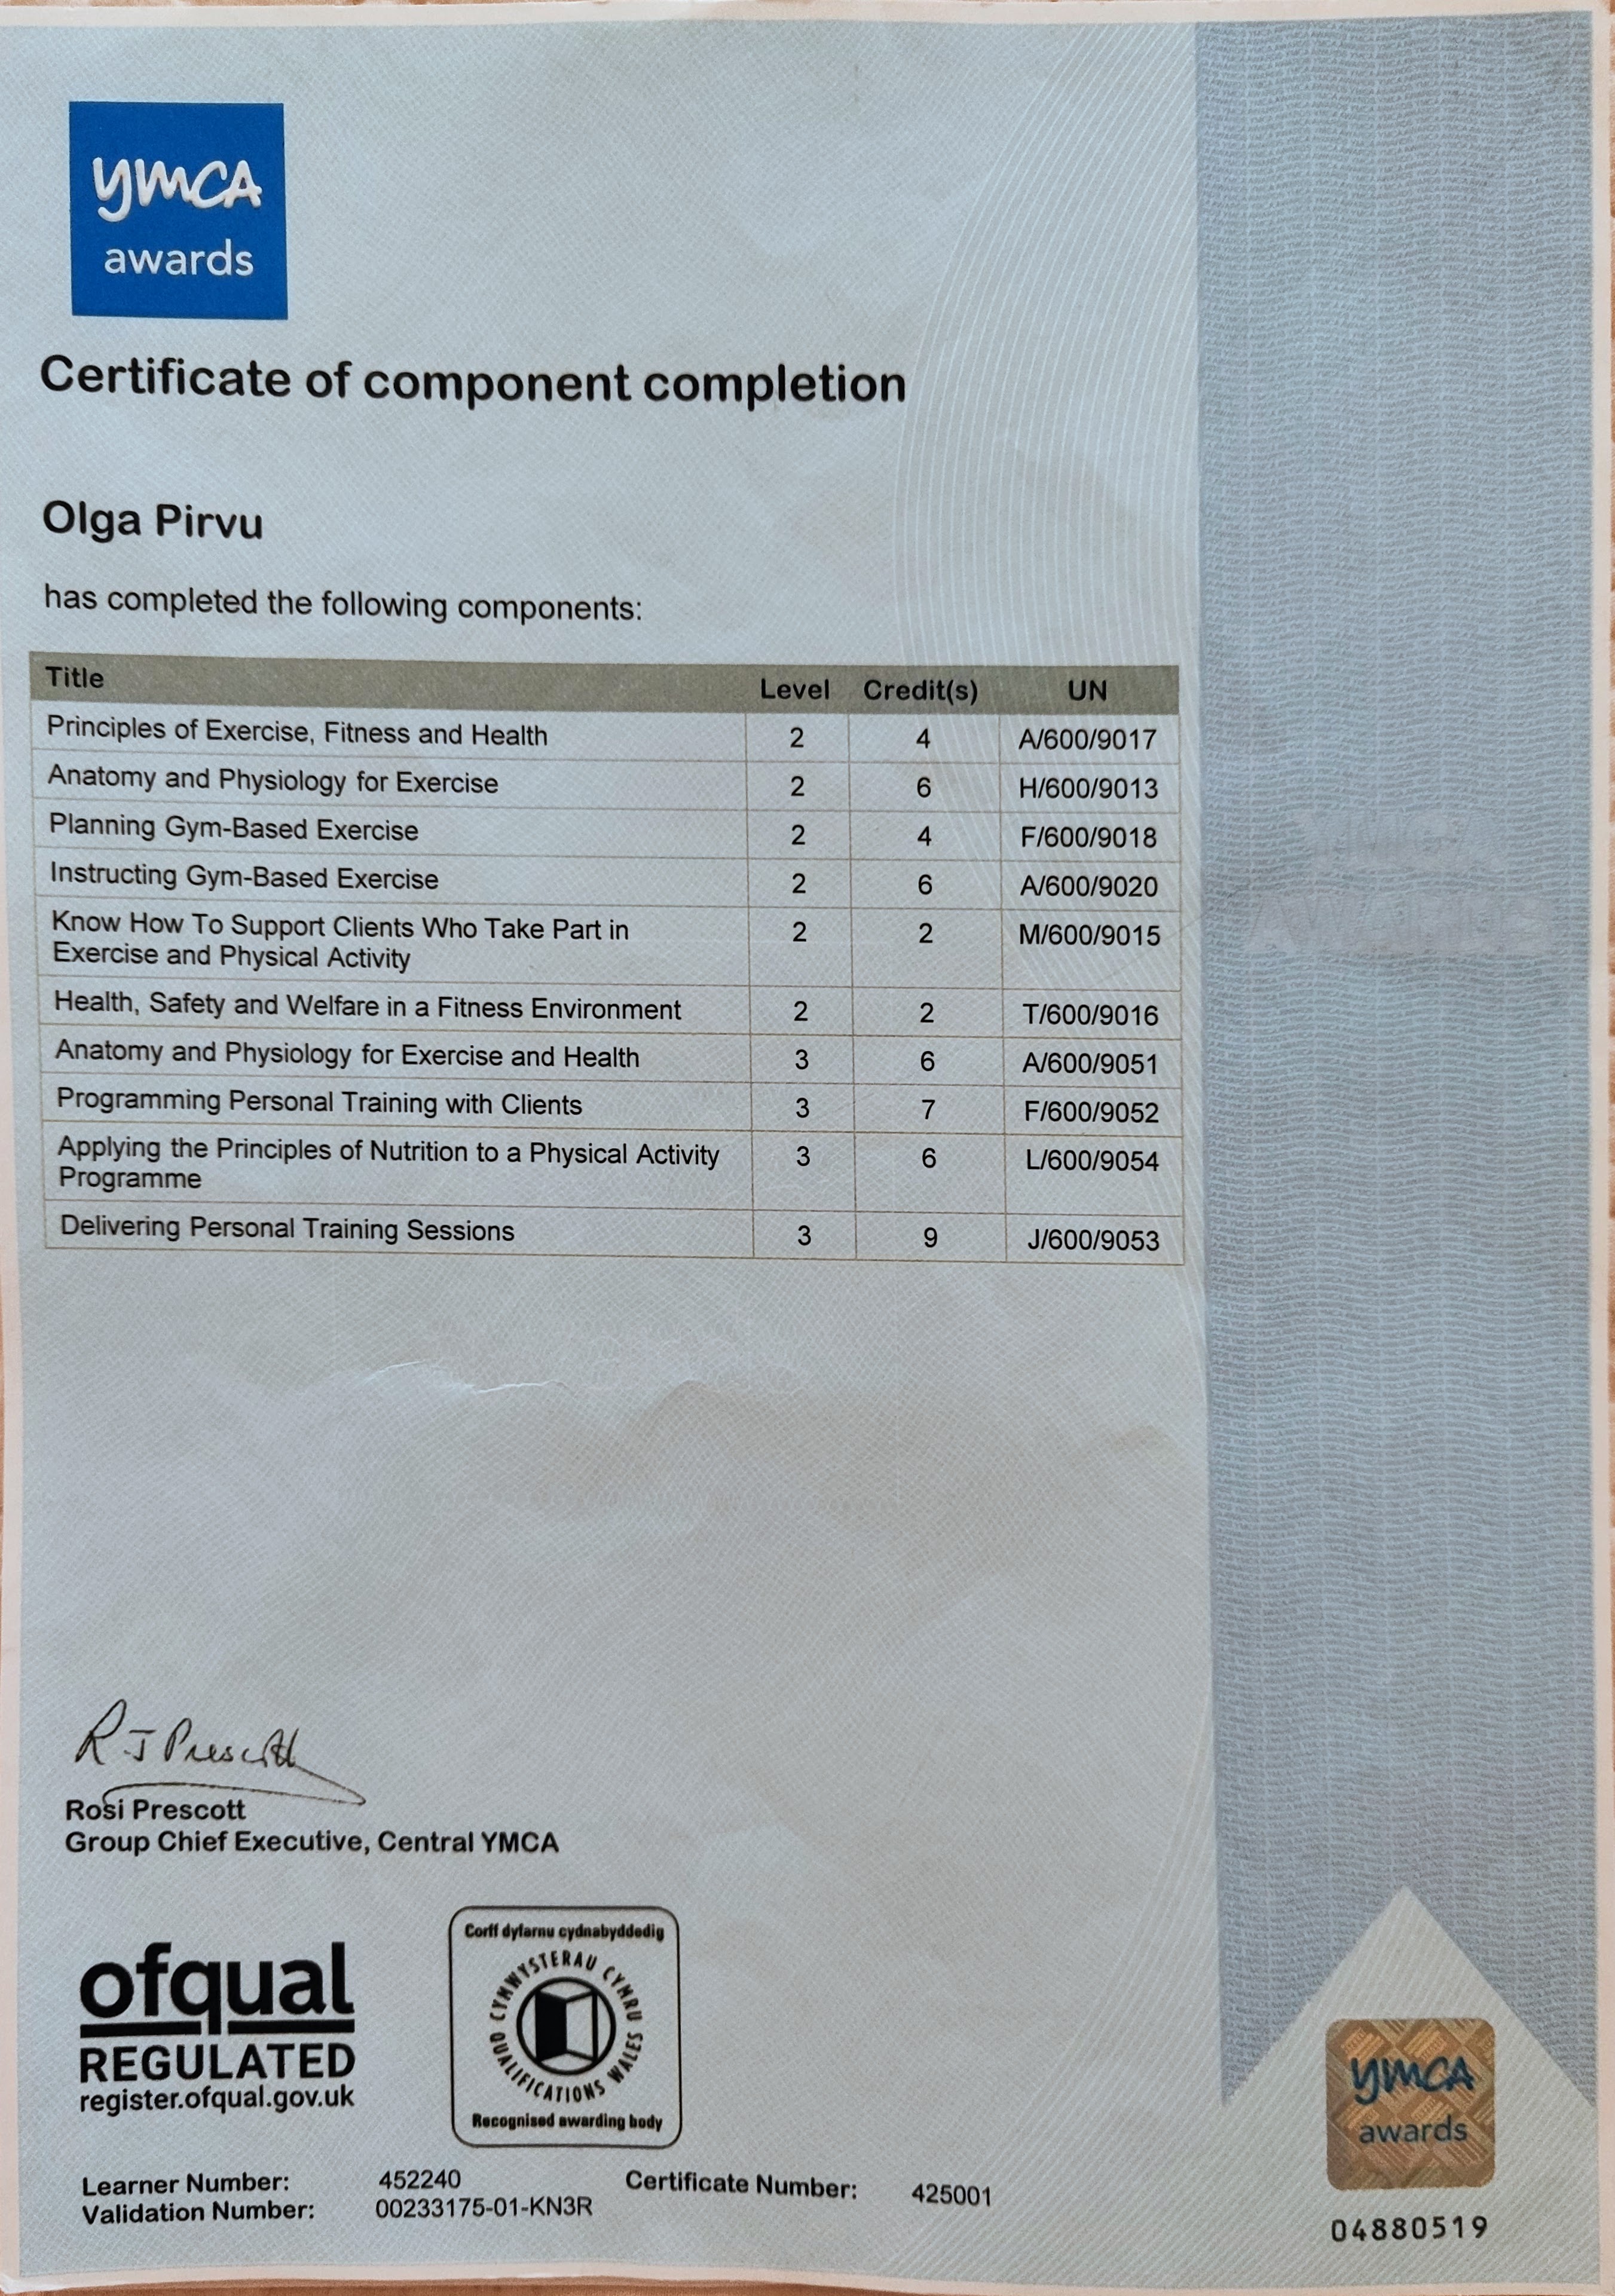 ymca
awards
Certificate of component completion
Olga Pirvu
has completed the following components:
Title Level Credit(s) UN
Principles of Exercise, Fitness and Health 2 4 A/600/9017
Anatomy and Physiology for Exercise 2 6 H/600/9013
Planning Gym-Based Exercise 2 4 F/600/9018
Instructing Gym-Based Exercise 2 6 A/600/9020
Know How To Support Clients Who Take Part in 2 2 M/600/9015
Exercise and Physical Activity
Health, Safety and Welfare in a Fitness Environment 2 2 T/600/9016
Anatomy and Physiology for Exercise and Health 3 6 A/600/9051
Programming Personal Training with Clients 3 7 F/600/9052
Applying the Principles of Nutrition to a Physical Activity 3 6 L/600/9054
Programme
Delivering Personal Training Sessions 3 9 J/600/9053
R J Prescott
Rosi Prescott
Group Chief Executive, Central YMCA
ofqual
REGULATED
register.ofqual.gov.uk
Corff dyfarnu cydnabyddedig
CYMWYSTERAU CYMRU
QUALIFICATIONS WALES
Recognised awarding body
ymca
awards
Learner Number: 452240 Certificate Number: 425001
Validation Number: 00233175-01-KN3R
04880519